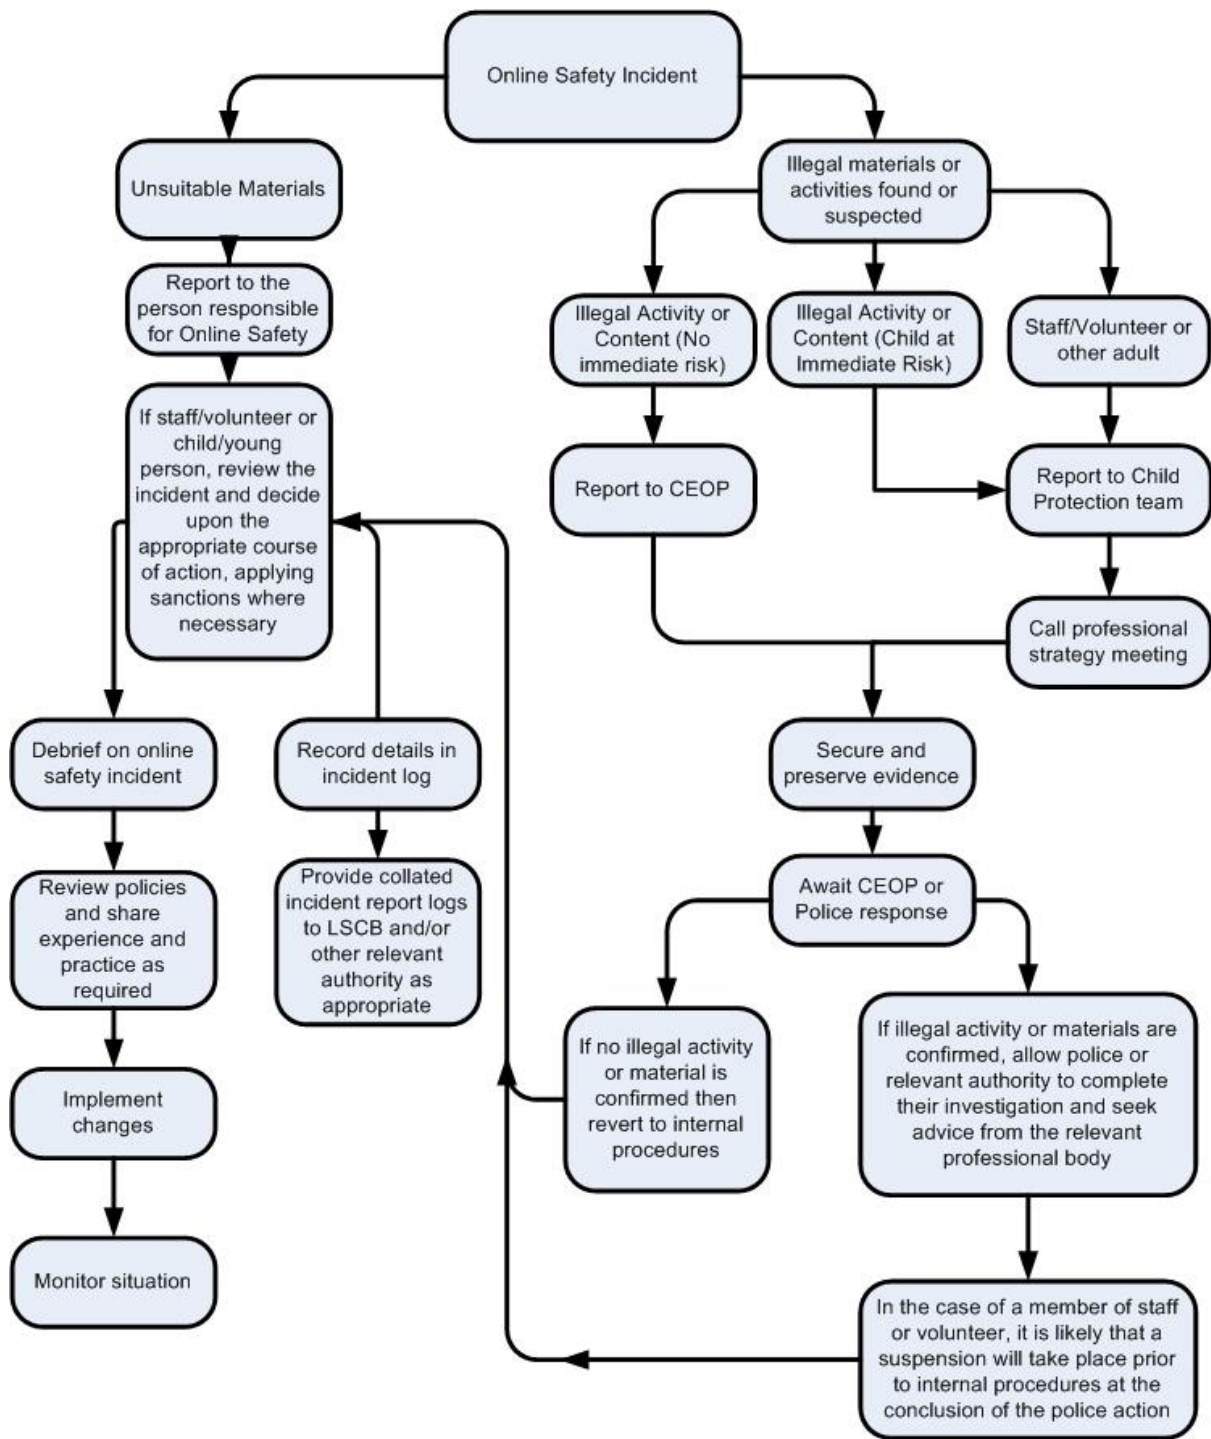 Online Safety Incident
Unsuitable Materials
Illegal materials or
activities found or
suspected
Report to the
person responsible
for Online Safety
Illegal Activity or
Content (No
immediate risk)
Illegal Activity or
Content (Child at
Immediate Risk)
Staff/Volunteer or
other adult
If staff/volunteer or
child/young
person, review the
incident and decide
upon the
appropriate course
of action, applying
sanctions where
necessary
Report to CEOP
Report to Child
Protection team
Call professional
strategy meeting
Debrief on online
safety incident
Record details in
incident log
Secure and
preserve evidence
Review policies
and share
experience and
practice as
required
Provide collated
incident report logs
to LSCB and/or
other relevant
authority as
appropriate
Await CEOP or
Police response
If no illegal activity
or material is
confirmed then
revert to internal
procedures
If illegal activity or materials are
confirmed, allow police or
relevant authority to complete
their investigation and seek
advice from the relevant
professional body
Implement
changes
Monitor situation
In the case of a member of staff
or volunteer, it is likely that a
suspension will take place prior
to internal procedures at the
conclusion of the police action